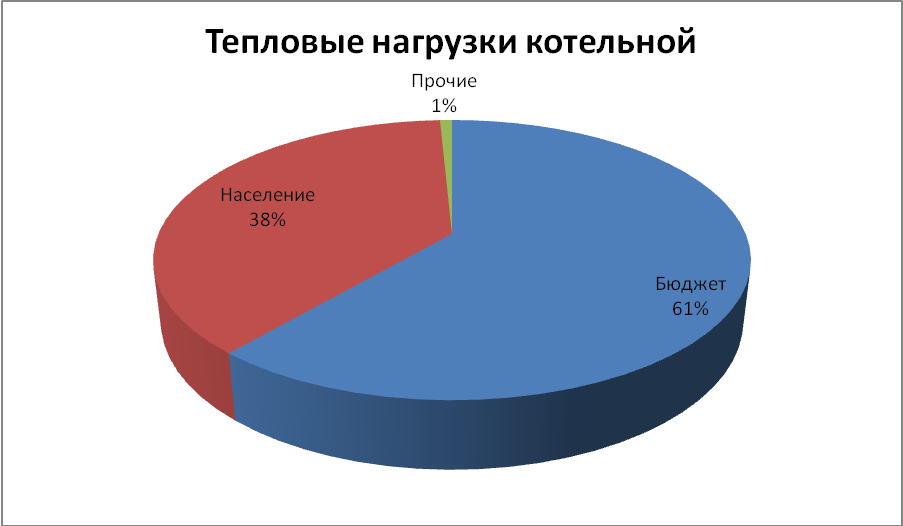 Тепловые нагрузки котельной
Прочие
1%
Население
38%
Бюджет
61%